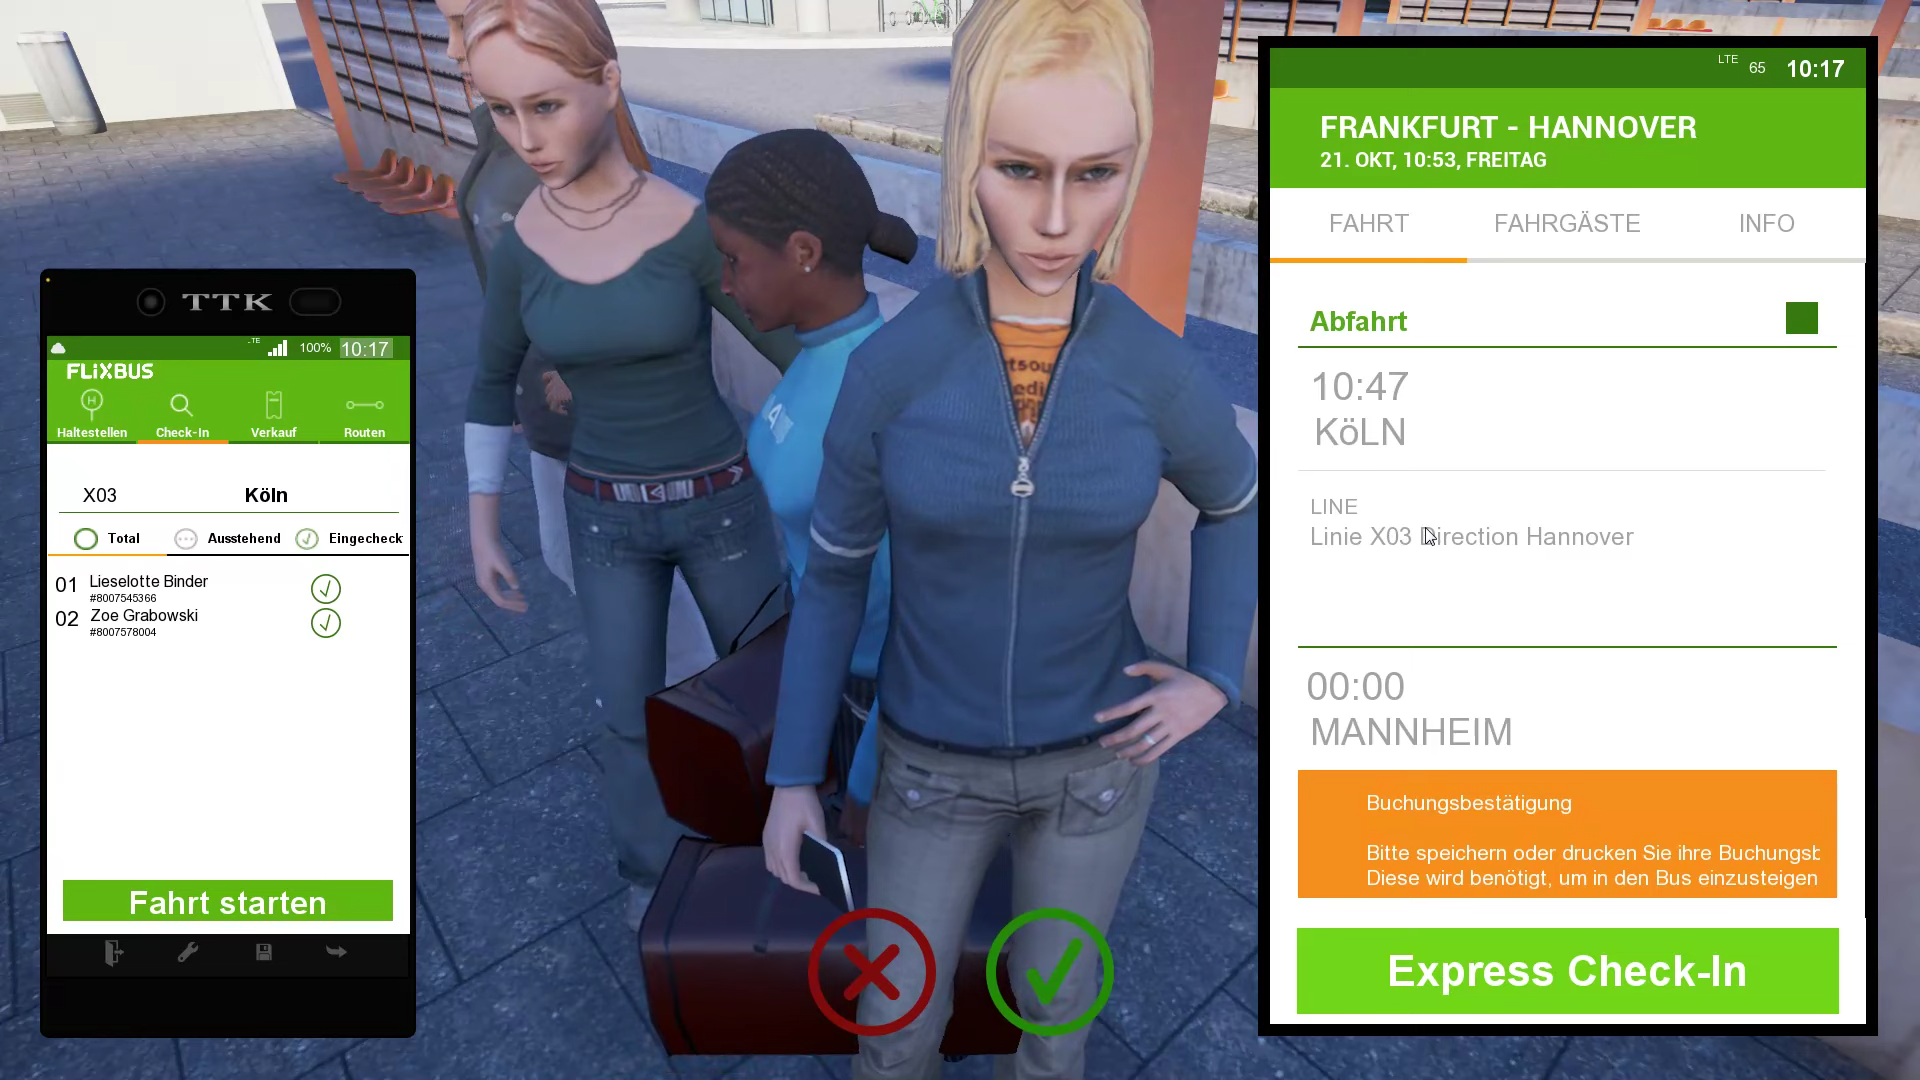 TTK
LTE 100% 10:17
FLiXBUS
Haltestellen Check-In Verkauf Routen
X03 Köln
Total Ausstehend Eingecheck
01 Lieselotte Binder
#8007545366
02 Zoe Grabowski
#8007578004
Fahrt starten
LTE 65 10:17
FRANKFURT - HANNOVER
21. OKT, 10:53, FREITAG
FAHRT FAHRGÄSTE INFO
Abfahrt
10:47
KöLN
LINE
Linie X03 Direction Hannover
00:00
MANNHEIM
Buchungsbestätigung
Bitte speichern oder drucken Sie ihre Buchungsb
Diese wird benötigt, um in den Bus einzusteigen
Express Check-In